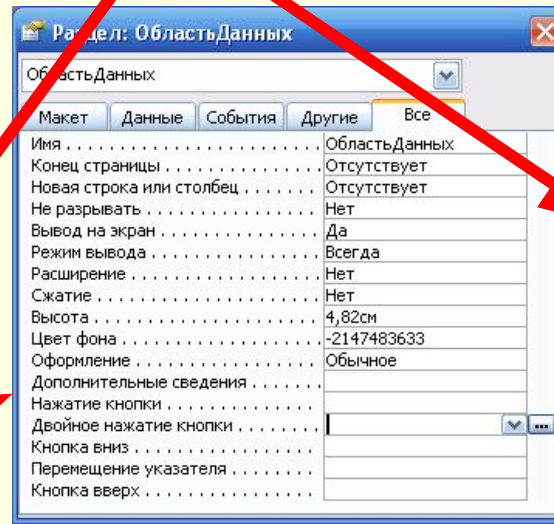 Раздел: ОбластьДанных
ОбластьДанных
Макет Данные События Другие Все
Имя . . . . . . . . . . . . . . . . . . . . . . . ОбластьДанных
Конец страницы . . . . . . . . . . . . . Отсутствует
Новая строка или столбец . . . . . . . Отсутствует
Не разрывать . . . . . . . . . . . . . . . Нет
Вывод на экран . . . . . . . . . . . . . . Да
Режим вывода . . . . . . . . . . . . . . . Всегда
Расширение . . . . . . . . . . . . . . . . Нет
Сжатие . . . . . . . . . . . . . . . . . . . . Нет
Высота . . . . . . . . . . . . . . . . . . . . 4,82см
Цвет фона . . . . . . . . . . . . . . . . . -2147483633
Оформление . . . . . . . . . . . . . . . . Обычное
Дополнительные сведения . . . . . . .
Нажатие кнопки . . . . . . . . . . . . . .
Двойное нажатие кнопки . . . . . . . . ...
Кнопка вниз . . . . . . . . . . . . . . . .
Перемещение указателя . . . . . . . .
Кнопка вверх . . . . . . . . . . . . . . .